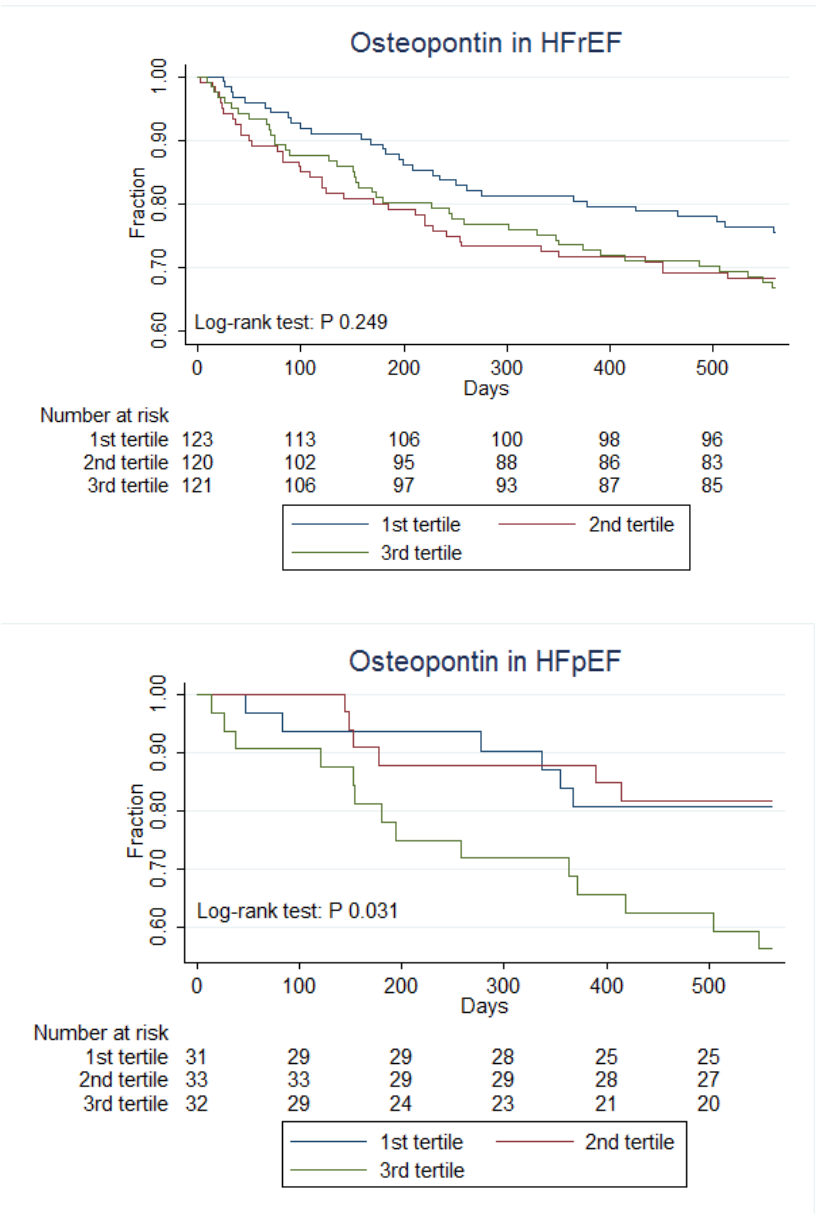 Osteopontin in HFrEF
1.00
0.90
0.80
0.70
0.60
Fraction
Log-rank test: P 0.249
0 100 200 300 400 500
Days
Number at risk
1st tertile 123 113 106 100 98 96
2nd tertile 120 102 95 88 86 83
3rd tertile 121 106 97 93 87 85
1st tertile 2nd tertile
3rd tertile
Osteopontin in HFpEF
1.00
0.90
0.80
0.70
0.60
Fraction
Log-rank test: P 0.031
0 100 200 300 400 500
Days
Number at risk
1st tertile 31 29 29 28 25 25
2nd tertile 33 33 29 29 28 27
3rd tertile 32 29 24 23 21 20
1st tertile 2nd tertile
3rd tertile